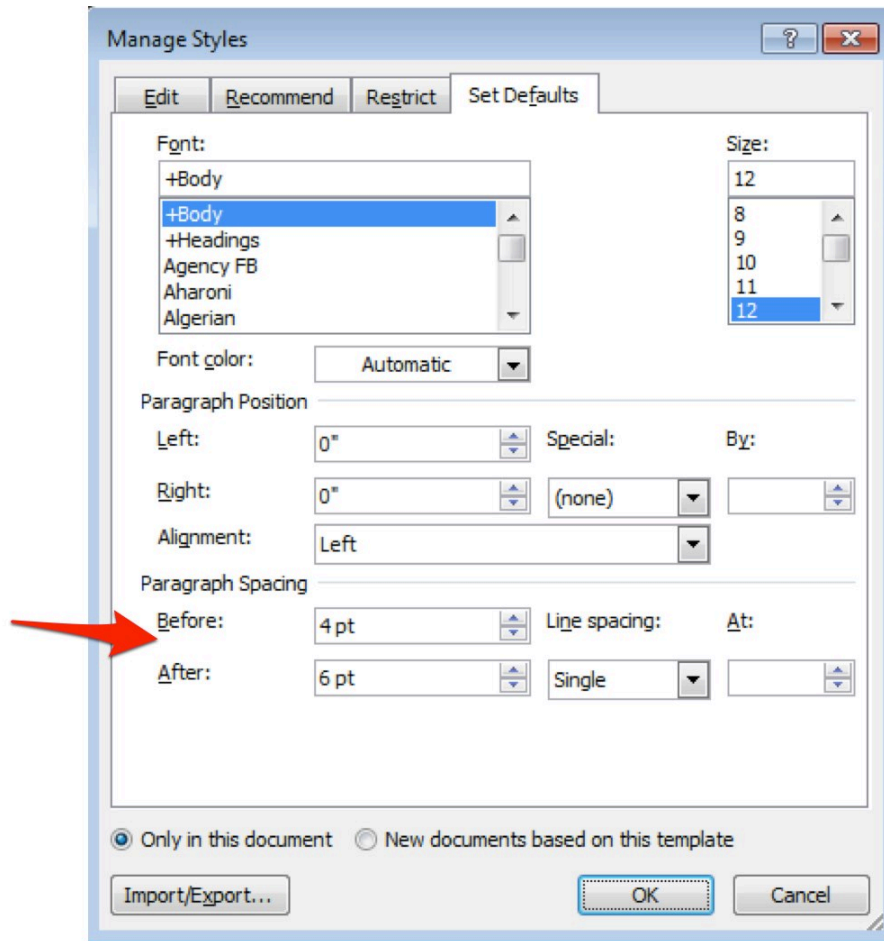 Manage Styles
Edit Recommend Restrict Set Defaults
Font: Size:
+Body 12
+Body 8
+Headings 9
Agency FB 10
Aharoni 11
Algerian 12
Font color: Automatic
Paragraph Position
Left: 0" Special: By:
Right: 0" (none)
Alignment: Left
Paragraph Spacing
Before: 4 pt Line spacing: At:
After: 6 pt Single
Only in this document New documents based on this template
Import/Export... OK Cancel